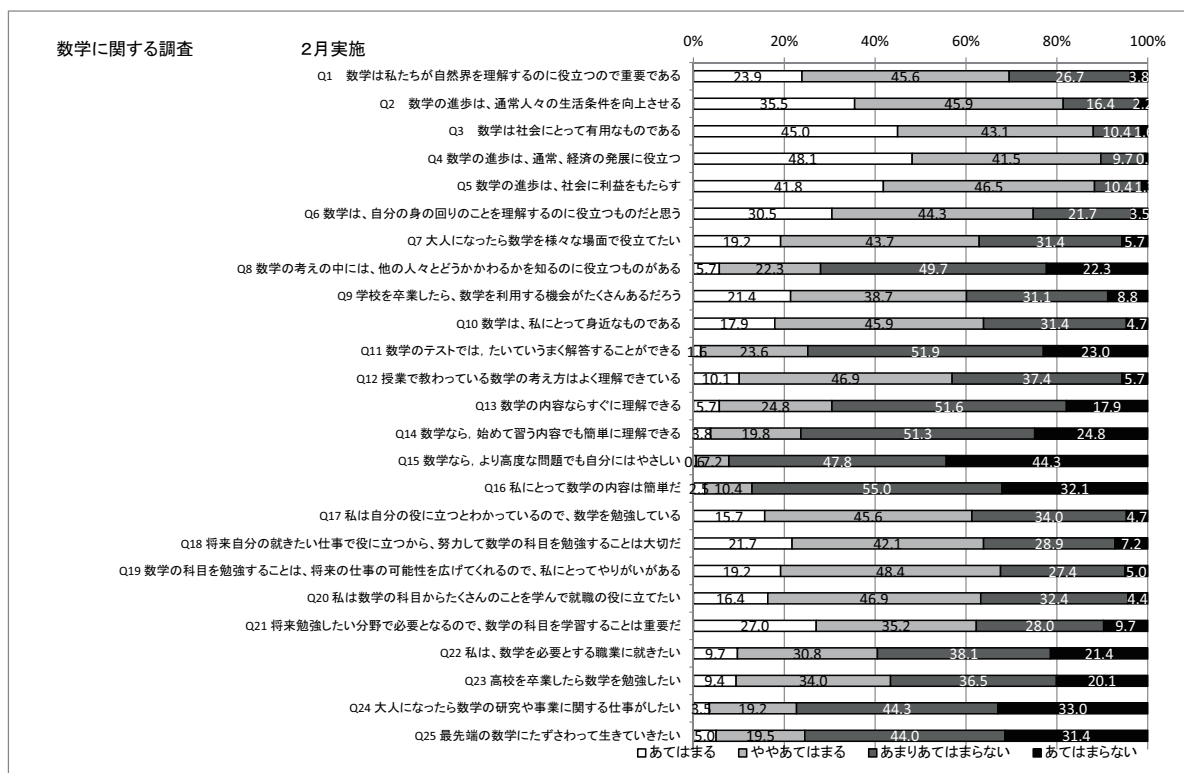 数学に関する調査 2月実施
0% 20% 40% 60% 80% 100%
Q1 数学は私たちが自然界を理解するのに役立つので重要である 23.9 45.6 26.7 3.8
Q2 数学の進歩は、通常人々の生活条件を向上させる 35.5 45.9 16.4 2.2
Q3 数学は社会にとって有用なものである 45.0 43.1 10.4
Q4 数学の進歩は、通常、経済の発展に役立つ 48.1 41.5 9.7
Q5 数学の進歩は、社会に利益をもたらす 41.8 46.5 10.4
Q6 数学は、自分の身の回りのことを理解するのに役立つものだと思う 30.5 44.3 21.7 3.5
Q7 大人になったら数学を様々な場面で役立てたい 19.2 43.7 31.4 5.7
Q8 数学の考えの中には、他の人々とどうかかわるかを知るのに役立つものがある 5.7 22.3 49.7 22.3
Q9 学校を卒業したら、数学を利用する機会がたくさんあるだろう 21.4 38.7 31.1 8.8
Q10 数学は、私にとって身近なものである 17.9 45.9 31.4 4.7
Q11 数学のテストでは，たいていうまく解答することができる 1.6 23.6 51.9 23.0
Q12 授業で教わっている数学の考え方はよく理解できている 10.1 46.9 37.4 5.7
Q13 数学の内容ならすぐに理解できる 5.7 24.8 51.6 17.9
Q14 数学なら，始めて習う内容でも簡単に理解できる 3.8 19.8 51.3 24.8
Q15 数学なら，より高度な問題でも自分にはやさしい 0.6 7.2 47.8 44.3
Q16 私にとって数学の内容は簡単だ 2.5 10.4 55.0 32.1
Q17 私は自分の役に立つとわかっているので、数学を勉強している 15.7 45.6 34.0 4.7
Q18 将来自分の就きたい仕事で役に立つから、努力して数学の科目を勉強することは大切だ 21.7 42.1 28.9 7.2
Q19 数学の科目を勉強することは、将来の仕事の可能性を広げてくれるので、私にとってやりがいがある 19.2 48.4 27.4 5.0
Q20 私は数学の科目からたくさんのことを学んで就職の役に立てたい 16.4 46.9 32.4 4.4
Q21 将来勉強したい分野で必要となるので、数学の科目を学習することは重要だ 27.0 35.2 28.0 9.7
Q22 私は、数学を必要とする職業に就きたい 9.7 30.8 38.1 21.4
Q23 高校を卒業したら数学を勉強したい 9.4 34.0 36.5 20.1
Q24 大人になったら数学の研究や事業に関する仕事がしたい 3.5 19.2 44.3 33.0
Q25 最先端の数学にたずさわって生きていきたい 5.0 19.5 44.0 31.4
あてはまる ややあてはまる あまりあてはまらない あてはまらない